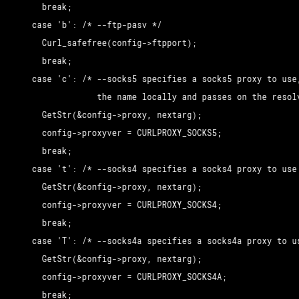 break;
case 'b': /* --ftp-pasv */
Curl_safefree(config->ftpport);
break;
case 'c': /* --socks5 specifies a socks5 proxy to use,
the name locally and passes on the resolv
GetStr(&config->proxy, nextarg);
config->proxyver = CURLPROXY_SOCKS5;
break;
case 't': /* --socks4 specifies a socks4 proxy to use
GetStr(&config->proxy, nextarg);
config->proxyver = CURLPROXY_SOCKS4;
break;
case 'T': /* --socks4a specifies a socks4a proxy to us
GetStr(&config->proxy, nextarg);
config->proxyver = CURLPROXY_SOCKS4A;
break;